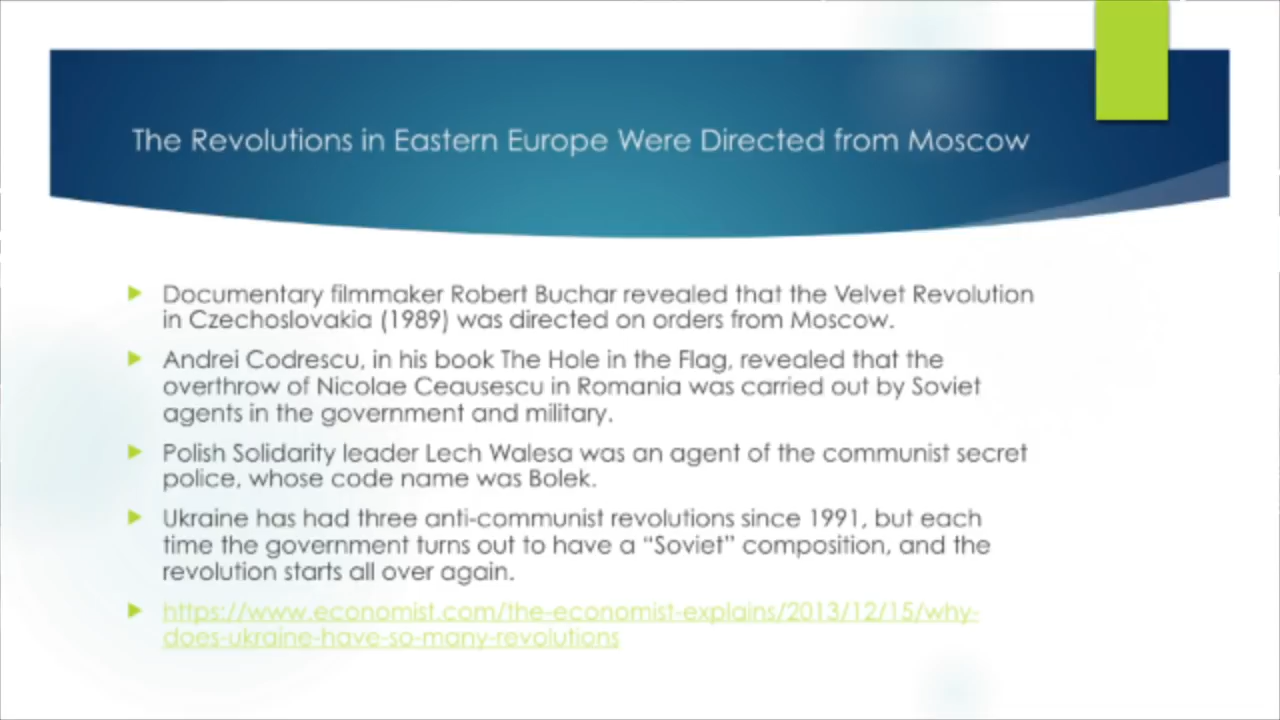 The Revolutions in Eastern Europe Were Directed from Moscow
Documentary filmmaker Robert Buchar revealed that the Velvet Revolution
in Czechoslovakia (1989) was directed on orders from Moscow.
Andrei Codrescu, in his book The Hole in the Flag, revealed that the
overthrow of Nicolae Ceausescu in Romania was carried out by Soviet
agents in the government and military.
Polish Solidarity leader Lech Walesa was an agent of the communist secret
police, whose code name was Bolek.
Ukraine has had three anti-communist revolutions since 1991, but each
time the government turns out to have a “Soviet” composition, and the
revolution starts all over again.
https://www.economist.com/the-economist-explains/2013/12/15/why-
does-ukraine-have-so-many-revolutions